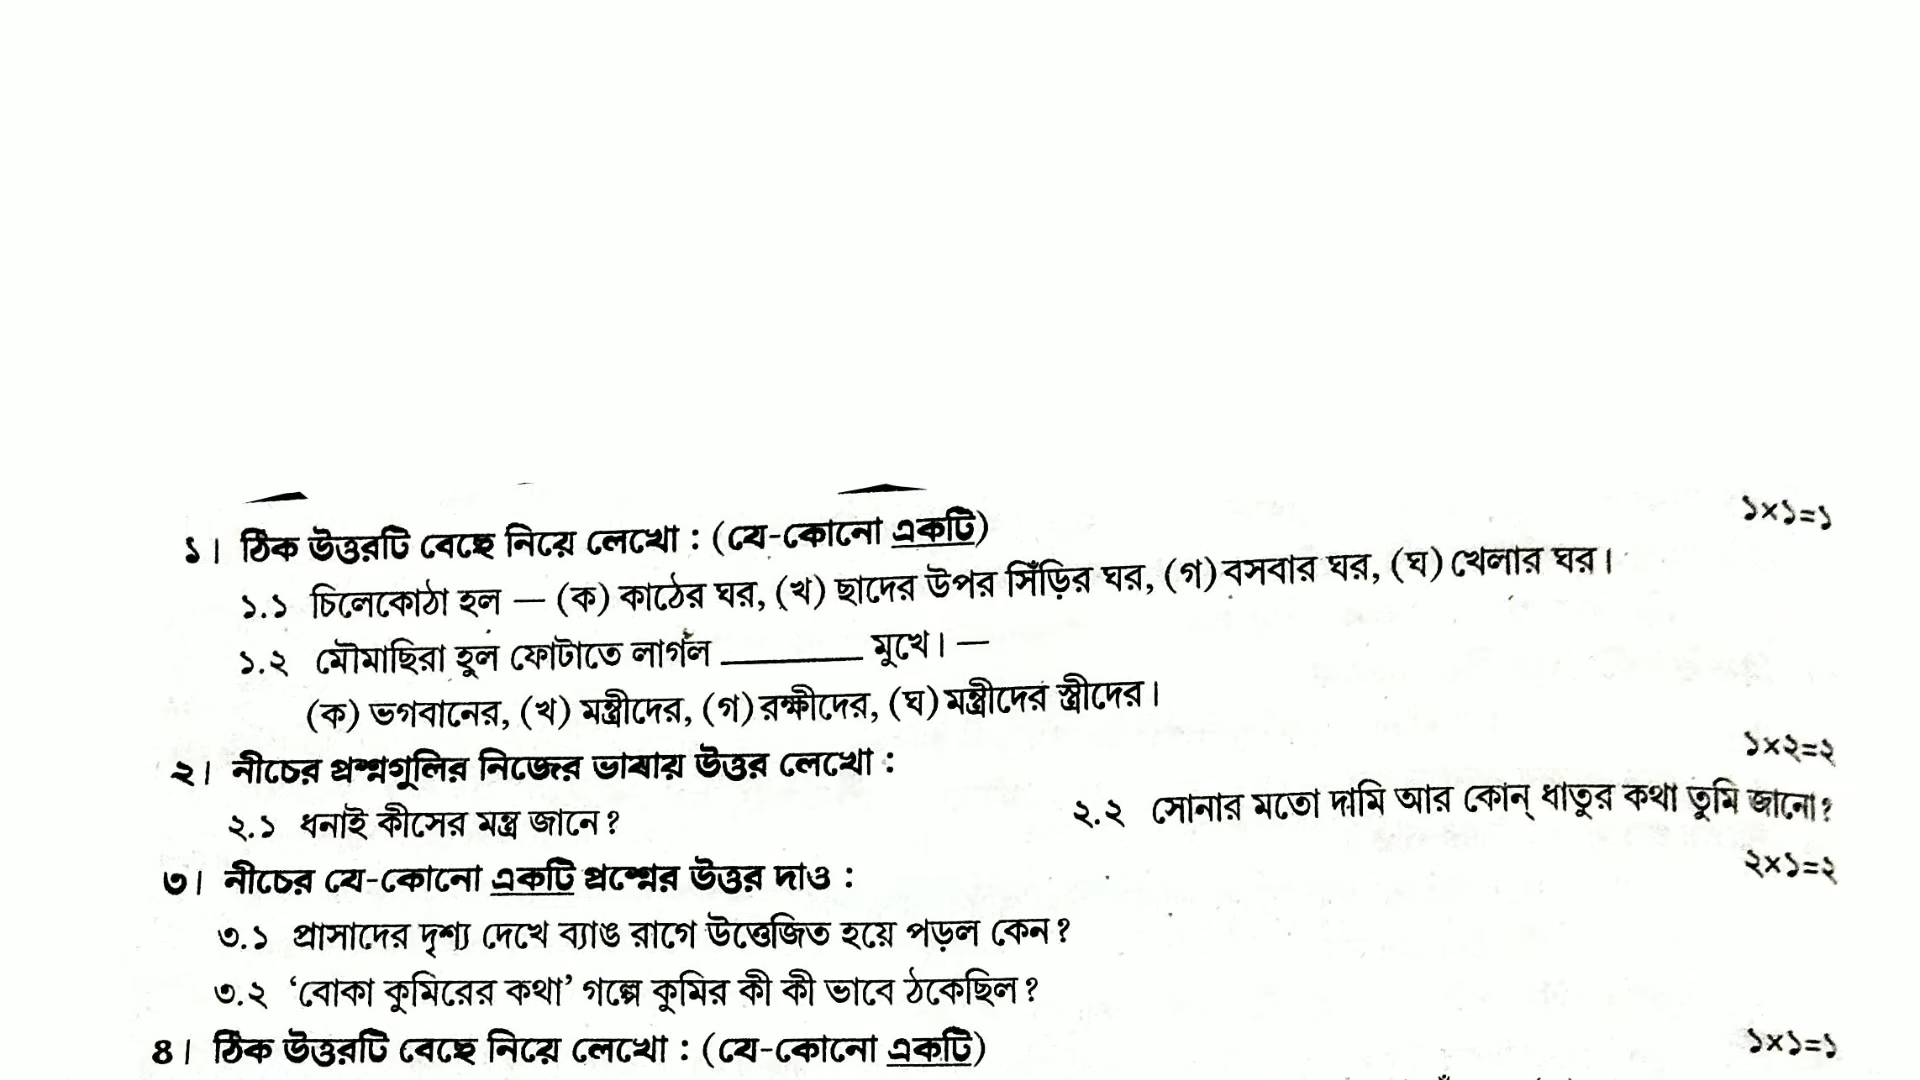 ১। ঠিক উত্তরটি বেছে নিয়ে লেখো : (যে-কোনো একটি) ১×১=১
১.১ চিলেকোঠা হল — (ক) কাঠের ঘর, (খ) ছাদের উপর সিঁড়ির ঘর, (গ) বসবার ঘর, (ঘ) খেলার ঘর।
১.২ মৌমাছিরা হুল ফোটাতে লাগল ________ মুখে। —
(ক) ভগবানের, (খ) মন্ত্রীদের, (গ) রক্ষীদের, (ঘ) মন্ত্রীদের স্ত্রীদের।
২। নীচের প্রশ্নগুলির নিজের ভাষায় উত্তর লেখো : ১×২=২
২.১ ধনাই কীসের মন্ত্র জানে? ২.২ সোনার মতো দামি আর কোন্ ধাতুর কথা তুমি জানো?
৩। নীচের যে-কোনো একটি প্রশ্নের উত্তর দাও : ২×১=২
৩.১ প্রাসাদের দৃশ্য দেখে ব্যাঙ রাগে উত্তেজিত হয়ে পড়ল কেন?
৩.২ ‘বোকা কুমিরের কথা’ গল্পে কুমির কী কী ভাবে ঠকেছিল?
৪। ঠিক উত্তরটি বেছে নিয়ে লেখো : (যে-কোনো একটি) ১×১=১